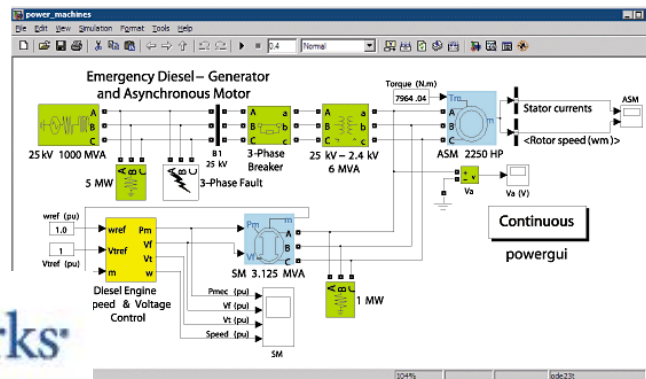 power_machines
File Edit View Simulation Format Tools Help
0.4 Normal
Emergency Diesel – Generator
and Asynchronous Motor
Torque (N.m)
7964 .04
Tm
m
Stator currents
ASM
<Rotor speed (wm)>
ASM 2250 HP
A
B
C
25 kV 1000 MVA
A
B
C
B1
25 kV
A a
B b
C c
3-Phase
Breaker
A a
B b
C c
25 kV – 2.4 kV
6 MVA
A B C
5 MW
A B C
3-Phase Fault
+
-
v
Va
Va (V)
Continuous
powergui
wref (pu)
1.0
1
Vtref (pu)
wref Pm
Vf
Vtref Vt
m w
Diesel Engine
peed & Voltage
Control
Pm m
A
B
Vf C
SM 3.125 MVA
A B C
1 MW
Pmec (pu)
Vf (pu)
Vt (pu)
Speed (pu)
SM
rks
104% ode23t